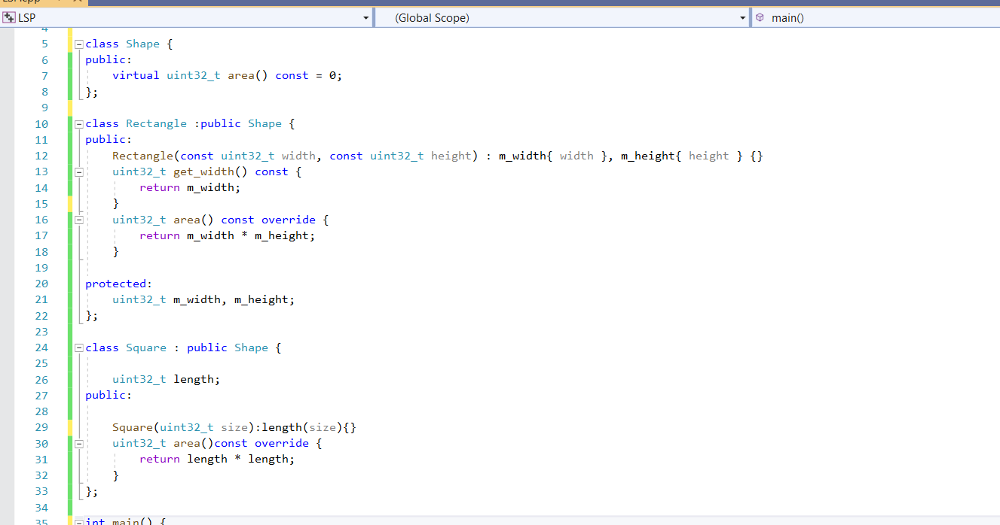 LSP
(Global Scope)
main()
4
5 class Shape {
6 public:
7 virtual uint32_t area() const = 0;
8 };
9
10 class Rectangle :public Shape {
11 public:
12 Rectangle(const uint32_t width, const uint32_t height) : m_width{ width }, m_height{ height } {}
13 uint32_t get_width() const {
14 return m_width;
15 }
16 uint32_t area() const override {
17 return m_width * m_height;
18 }
19
20 protected:
21 uint32_t m_width, m_height;
22 };
23
24 class Square : public Shape {
25
26 uint32_t length;
27 public:
28
29 Square(uint32_t size):length(size){}
30 uint32_t area()const override {
31 return length * length;
32 }
33 };
34
35 int main() {